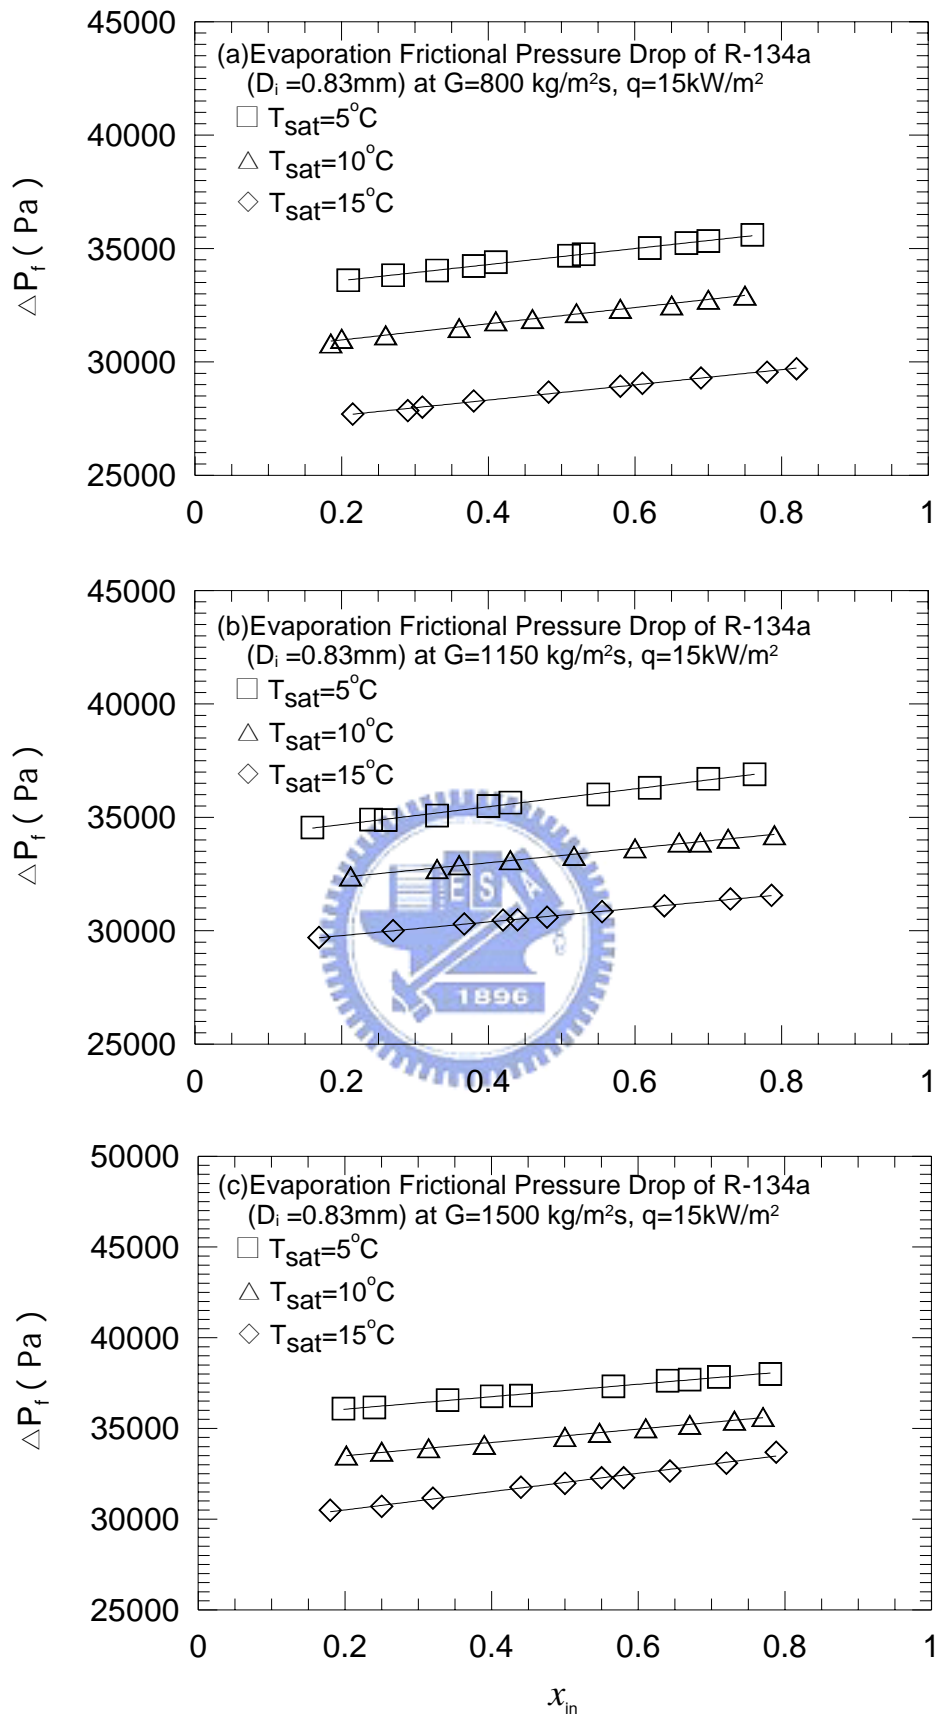 45000
(a)Evaporation Frictional Pressure Drop of R-134a
(Di =0.83mm) at G=800 kg/m²s, q=15kW/m²
Tsat=5°C
Tsat=10°C
Tsat=15°C
40000
35000
30000
25000
△Pf ( Pa )
0 0.2 0.4 0.6 0.8 1
45000
(b)Evaporation Frictional Pressure Drop of R-134a
(Di =0.83mm) at G=1150 kg/m²s, q=15kW/m²
Tsat=5°C
Tsat=10°C
Tsat=15°C
40000
35000
30000
25000
△Pf ( Pa )
E S A
1896
0 0.2 0.4 0.6 0.8 1
50000
(c)Evaporation Frictional Pressure Drop of R-134a
(Di =0.83mm) at G=1500 kg/m²s, q=15kW/m²
Tsat=5°C
Tsat=10°C
Tsat=15°C
45000
40000
35000
30000
25000
△Pf ( Pa )
0 0.2 0.4 0.6 0.8 1
xin